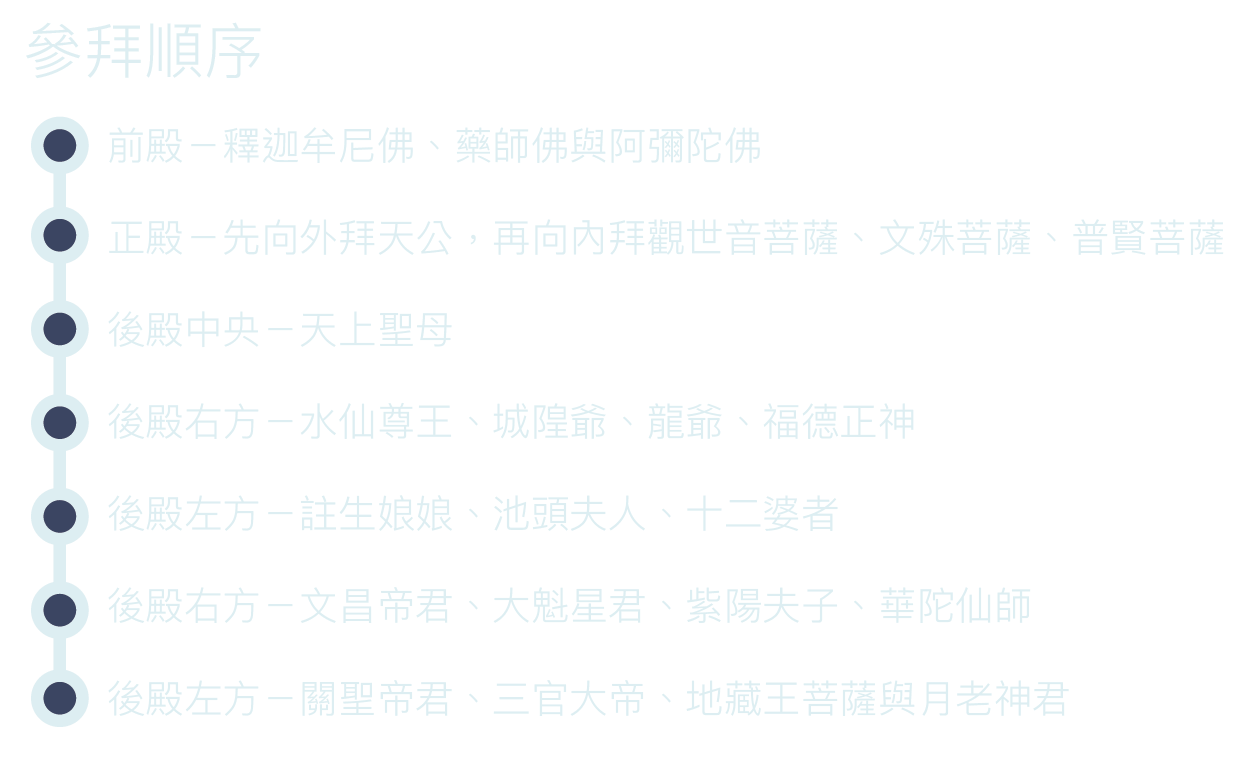 參拜順序
前殿－釋迦牟尼佛、藥師佛與阿彌陀佛
正殿－先向外拜天公，再向內拜觀世音菩薩、文殊菩薩、普賢菩薩
後殿中央－天上聖母
後殿右方－水仙尊王、城隍爺、龍爺、福德正神
後殿左方－註生娘娘、池頭夫人、十二婆者
後殿右方－文昌帝君、大魁星君、紫陽夫子、華陀仙師
後殿左方－關聖帝君、三官大帝、地藏王菩薩與月老神君